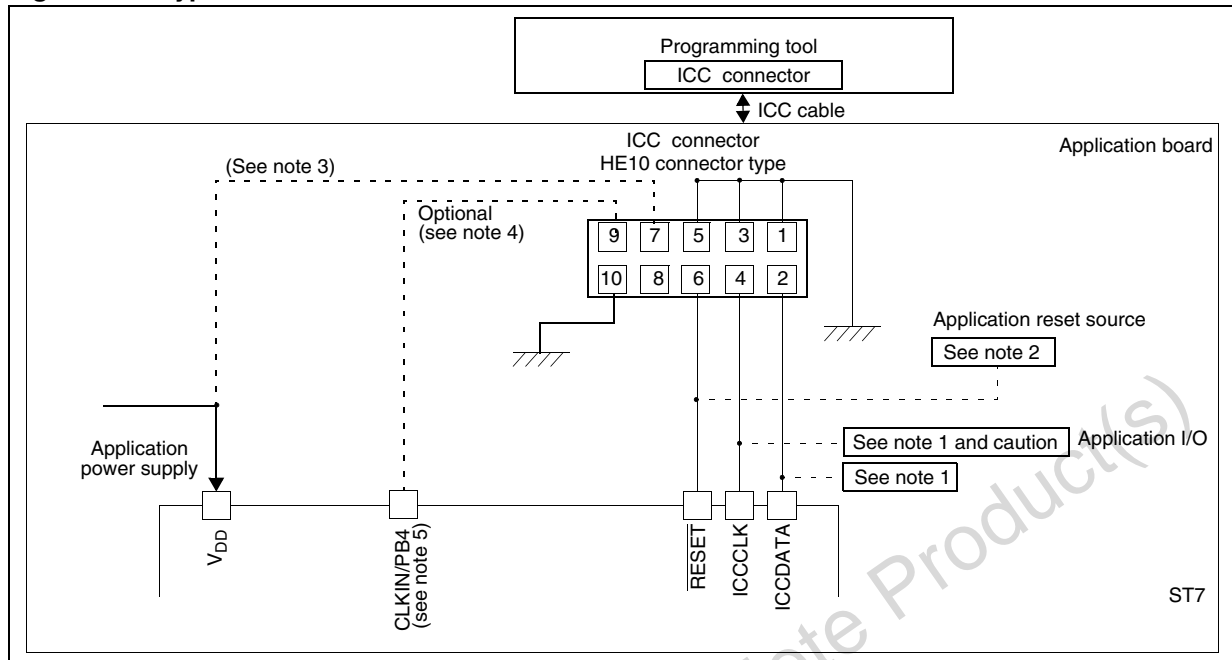 Programming tool
ICC connector
ICC cable
ICC connector
HE10 connector type
Application board
(See note 3)
Optional
(see note 4)
9 7 5 3 1
10 8 6 4 2
Application reset source
See note 2
See note 1 and caution
Application I/O
See note 1
Application
power supply
VDD
CLKIN/PB4
(see note 5)
RESET
ICCCLK
ICCDATA
ST7
Product(s)